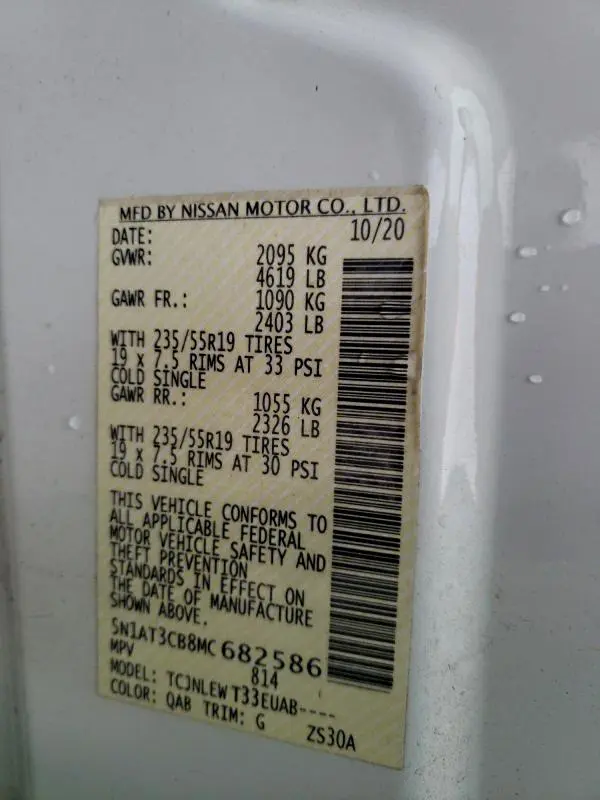 MFD BY NISSAN MOTOR CO., LTD.
DATE: 10/20
GVWR: 2095 KG
4619 LB
GAWR FR.: 1090 KG
2403 LB
WITH 235/55R19 TIRES
19 x 7.5 RIMS AT 33 PSI
COLD SINGLE
GAWR RR.: 1055 KG
2326 LB
WITH 235/55R19 TIRES
19 x 7.5 RIMS AT 30 PSI
COLD SINGLE
THIS VEHICLE CONFORMS TO
ALL APPLICABLE FEDERAL
MOTOR VEHICLE SAFETY AND
THEFT PREVENTION
STANDARDS IN EFFECT ON
THE DATE OF MANUFACTURE
SHOWN ABOVE.
5N1AT3CB8MC 682586
MPV 814
MODEL: TCJNLEW T33EUAB----
COLOR: QAB TRIM: G ZS30A